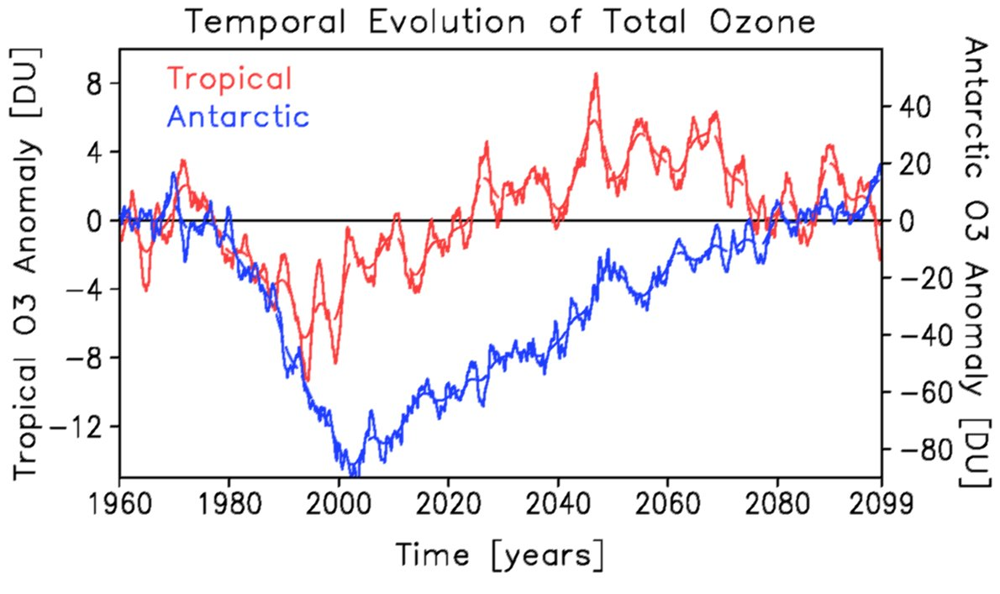 Temporal Evolution of Total Ozone
Tropical
Antarctic
Tropical O3 Anomaly [DU]
8
4
0
−4
−8
−12
Antarctic O3 Anomaly [DU]
40
20
0
−20
−40
−60
−80
1960 1980 2000 2020 2040 2060 2080 2099
Time [years]